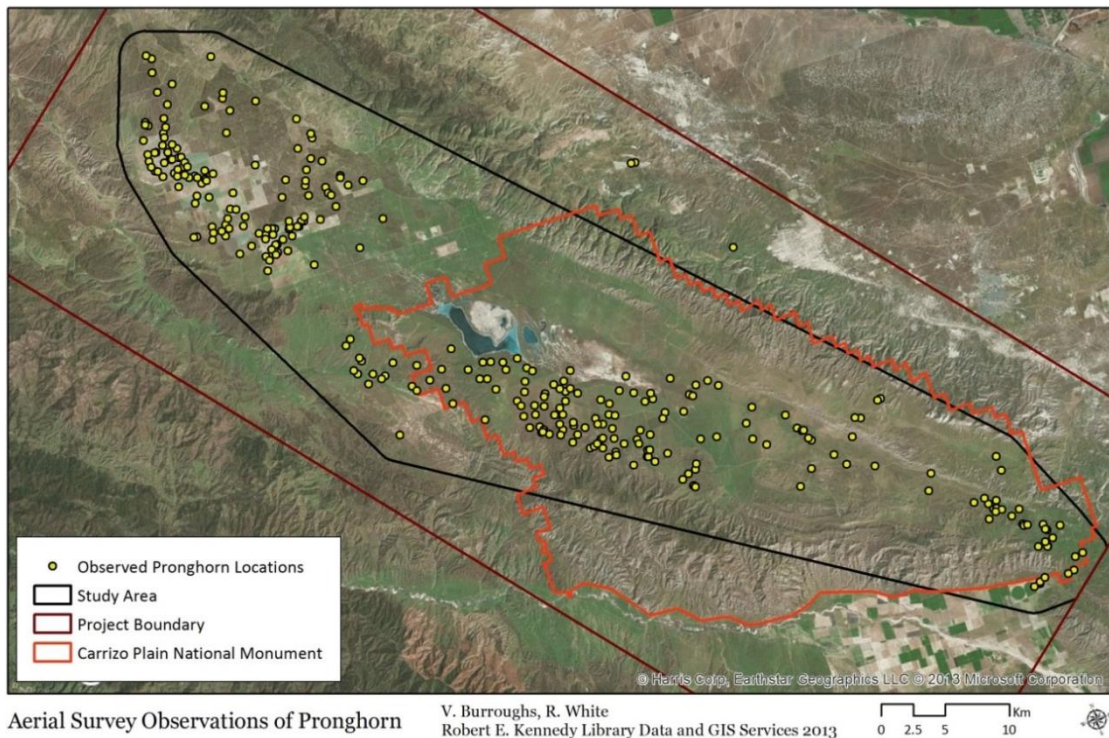 Observed Pronghorn Locations
Study Area
Project Boundary
Carrizo Plain National Monument
© Harris Corp, Earthstar Geographics LLC © 2013 Microsoft Corporation
Aerial Survey Observations of Pronghorn
V. Burroughs, R. White
Robert E. Kennedy Library Data and GIS Services 2013
Km
0 2.5 5 10